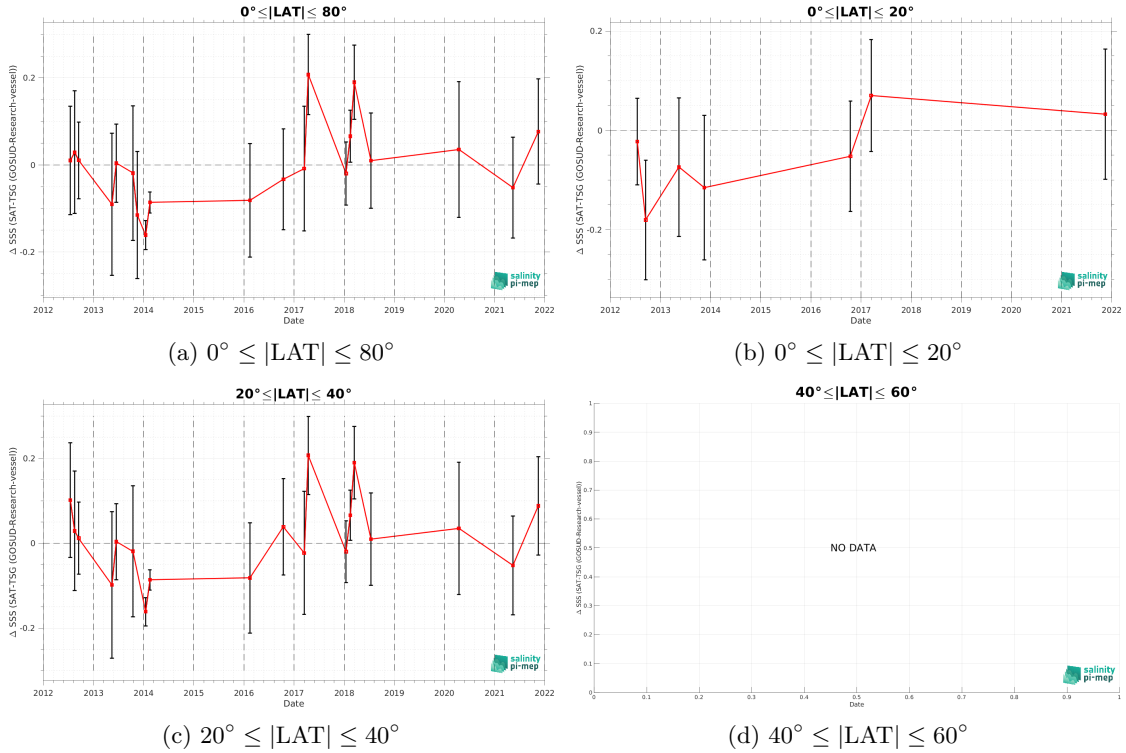 0°≤|LAT|≤ 80°
Δ SSS (SAT-TSG (GOSUD-Research-vessel))
0.2
0
-0.2
2012 2013 2014 2015 2016 2017 2018 2019 2020 2021 2022
Date
salinity
pi-mep
(a) 0° ≤ |LAT| ≤ 80°
0°≤|LAT|≤ 20°
Δ SSS (SAT-TSG (GOSUD-Research-vessel))
0.2
0
-0.2
2012 2013 2014 2015 2016 2017 2018 2019 2020 2021 2022
Date
salinity
pi-mep
(b) 0° ≤ |LAT| ≤ 20°
20°≤|LAT|≤ 40°
Δ SSS (SAT-TSG (GOSUD-Research-vessel))
0.2
0
-0.2
2012 2013 2014 2015 2016 2017 2018 2019 2020 2021 2022
Date
salinity
pi-mep
(c) 20° ≤ |LAT| ≤ 40°
40°≤|LAT|≤ 60°
Δ SSS (SAT-TSG (GOSUD-Research-vessel))
1
0.9
0.8
0.7
0.6
0.5
0.4
0.3
0.2
0.1
0
NO DATA
0 0.1 0.2 0.3 0.4 0.5 0.6 0.7 0.8 0.9 1
Date
salinity
pi-mep
(d) 40° ≤ |LAT| ≤ 60°